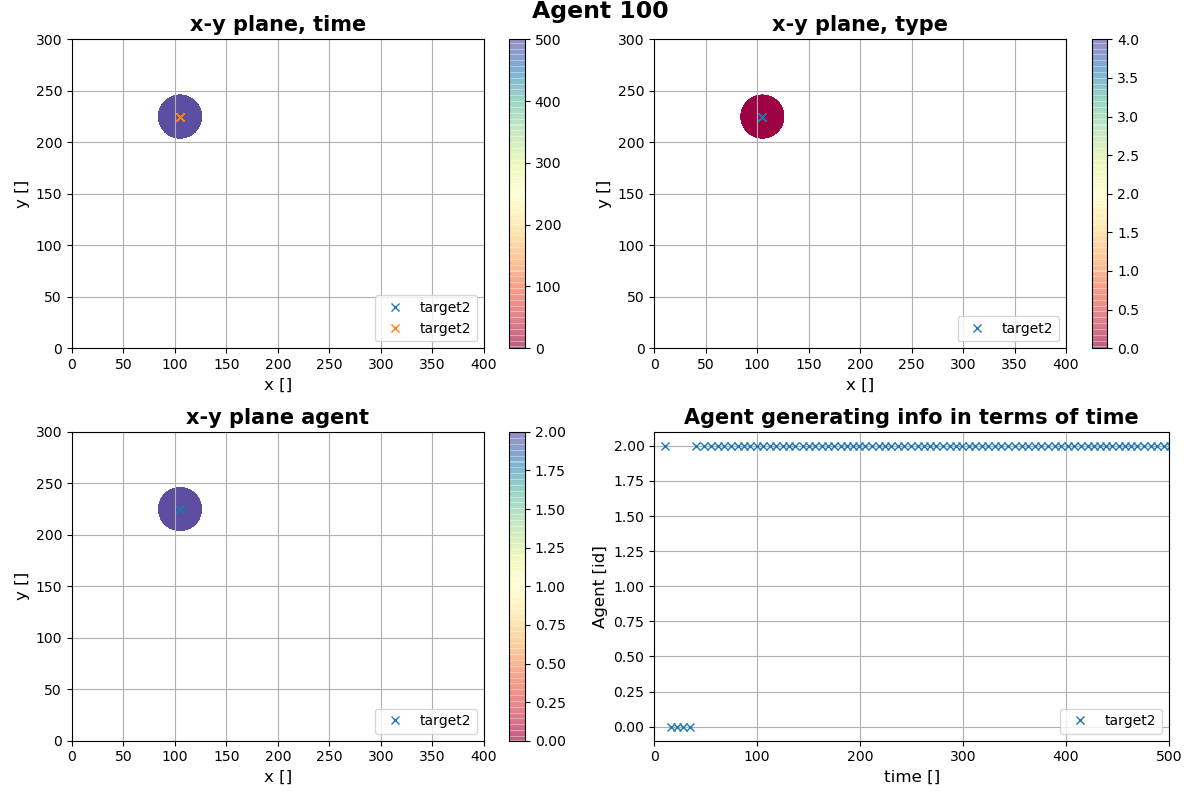 Agent 100
x-y plane, time
300
250
200
150
100
50
0
y []
0 50 100 150 200 250 300 350 400
x []
target2
target2
500
400
300
200
100
0
x-y plane, type
300
250
200
150
100
50
0
y []
0 50 100 150 200 250 300 350 400
x []
target2
4.0
3.5
3.0
2.5
2.0
1.5
1.0
0.5
0.0
x-y plane agent
300
250
200
150
100
50
0
y []
0 50 100 150 200 250 300 350 400
x []
target2
2.00
1.75
1.50
1.25
1.00
0.75
0.50
0.25
0.00
Agent generating info in terms of time
2.00
1.75
1.50
1.25
1.00
0.75
0.50
0.25
0.00
Agent [id]
0 100 200 300 400 500
time []
target2